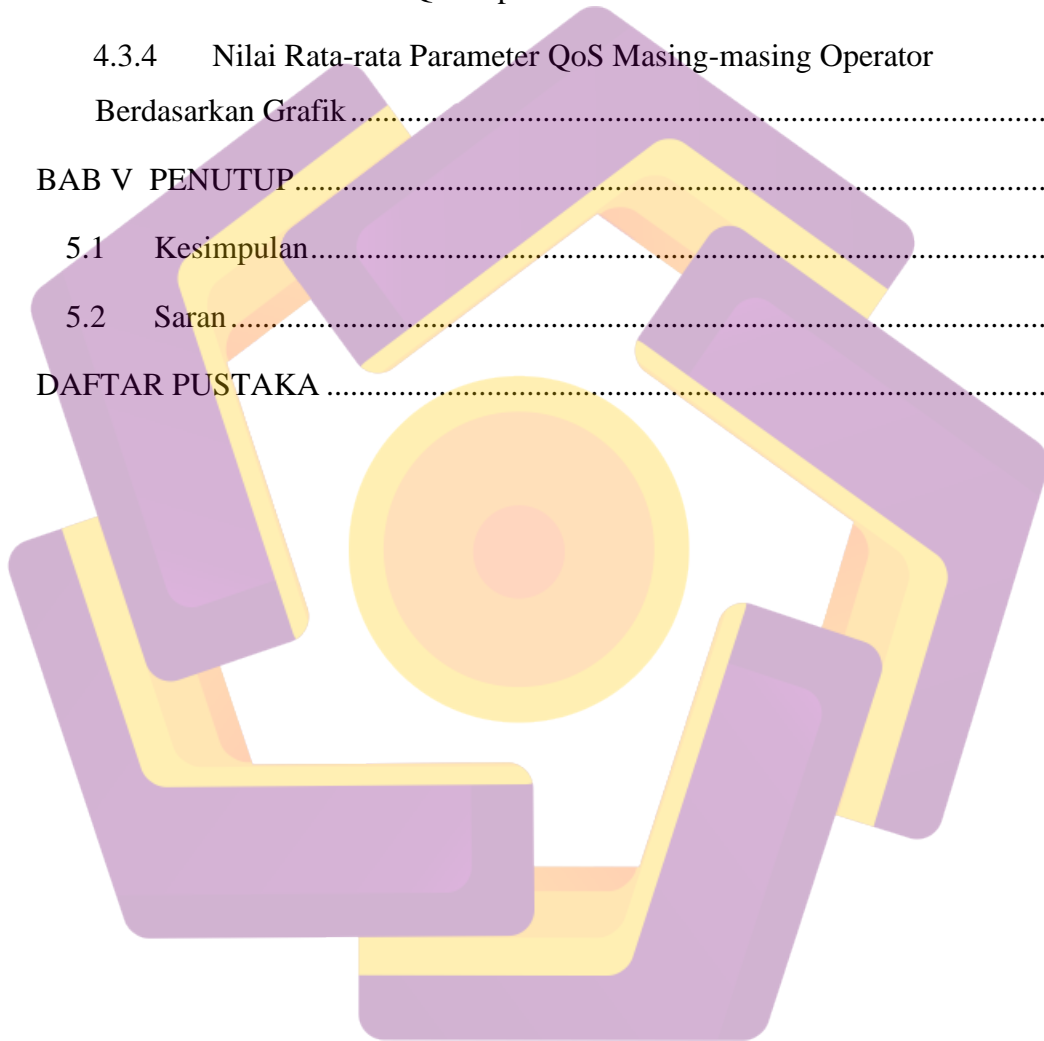 4.3.4 Nilai Rata-rata Parameter QoS Masing-masing Operator
Berdasarkan Grafik ........................................................................................
BAB V PENUTUP................................................................................................
5.1 Kesimpulan..............................................................................................
5.2 Saran .......................................................................................................
DAFTAR PUSTAKA ..........................................................................................